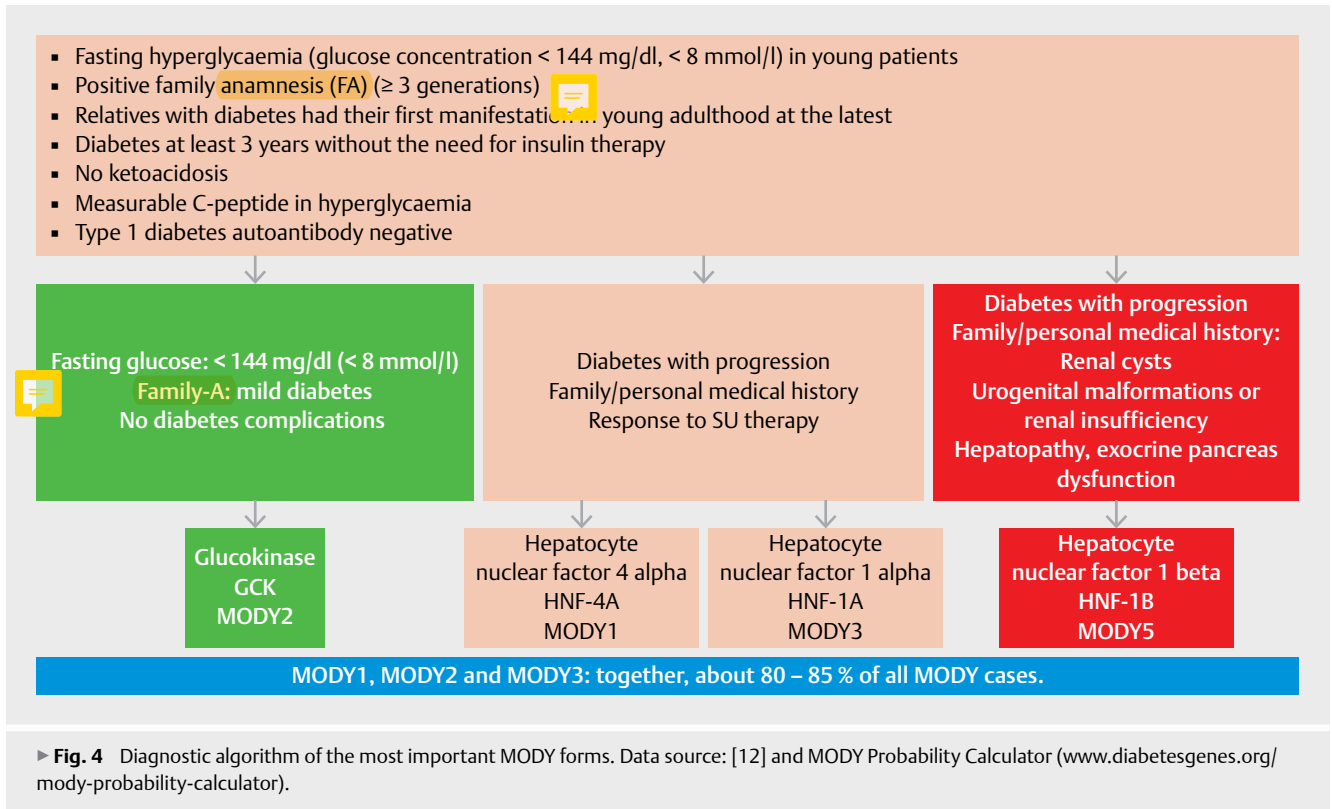 ▪ Fasting hyperglycaemia (glucose concentration < 144 mg/dl, < 8 mmol/l) in young patients
▪ Positive family anamnesis (FA) (≥ 3 generations)
▪ Relatives with diabetes had their first manifestation in young adulthood at the latest
▪ Diabetes at least 3 years without the need for insulin therapy
▪ No ketoacidosis
▪ Measurable C-peptide in hyperglycaemia
▪ Type 1 diabetes autoantibody negative
Fasting glucose: < 144 mg/dl (< 8 mmol/l)
Family-A: mild diabetes
No diabetes complications
Diabetes with progression
Family/personal medical history
Response to SU therapy
Diabetes with progression
Family/personal medical history:
Renal cysts
Urogenital malformations or
renal insufficiency
Hepatopathy, exocrine pancreas
dysfunction
Glucokinase
GCK
MODY2
Hepatocyte
nuclear factor 4 alpha
HNF-4A
MODY1
Hepatocyte
nuclear factor 1 alpha
HNF-1A
MODY3
Hepatocyte
nuclear factor 1 beta
HNF-1B
MODY5
MODY1, MODY2 and MODY3: together, about 80 – 85 % of all MODY cases.
▶ Fig. 4 Diagnostic algorithm of the most important MODY forms. Data source: [12] and MODY Probability Calculator (www.diabetesgenes.org/
mody-probability-calculator).